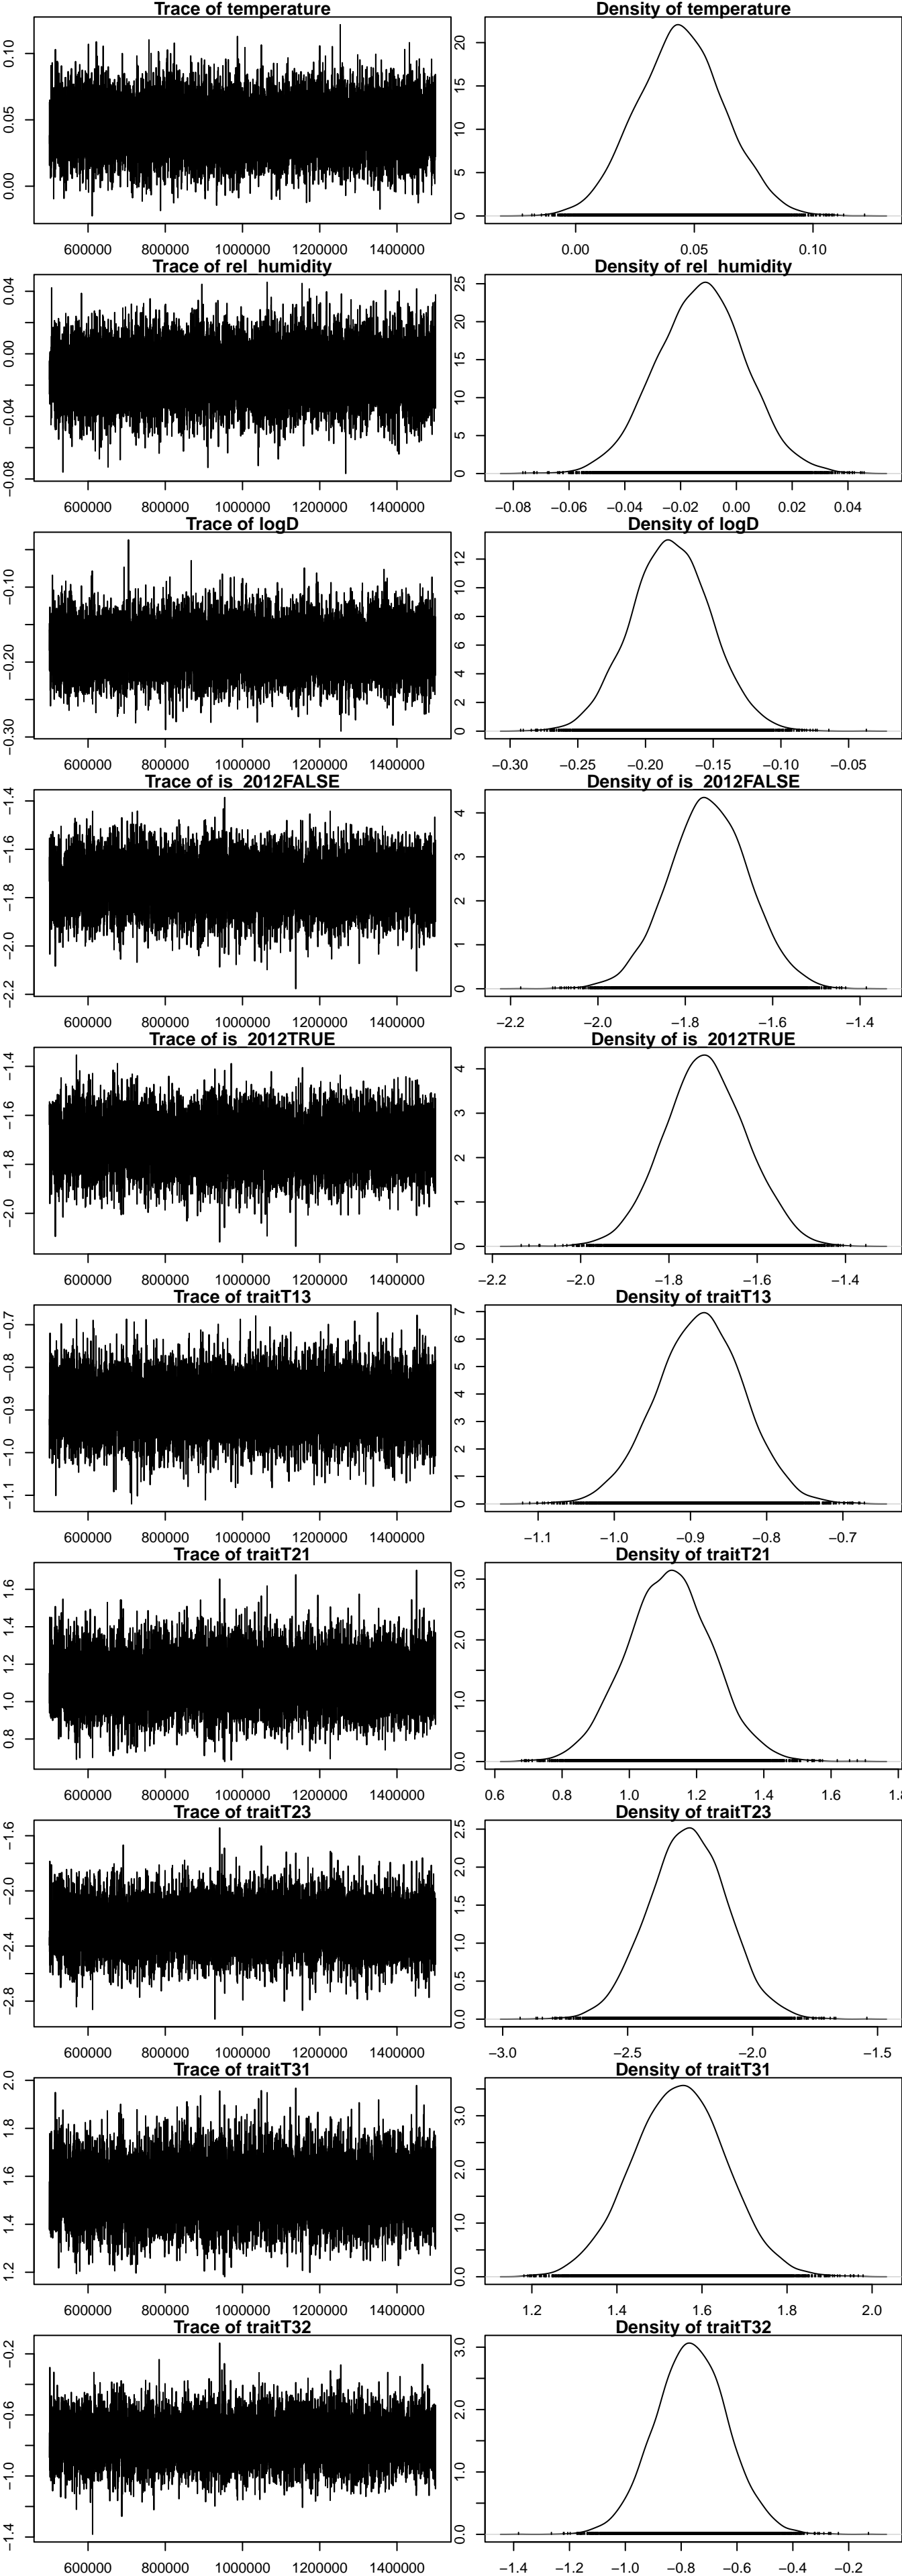 Trace of temperature
Density of temperature
0.00 0.05 0.10
600000 800000 1000000 1200000 1400000
0 5 10 15 20
0.00 0.05 0.10
Trace of rel_humidity
Density of rel_humidity
−0.08 −0.04 0.00 0.04
600000 800000 1000000 1200000 1400000
0 5 10 15 20 25
−0.08 −0.06 −0.04 −0.02 0.00 0.02 0.04
Trace of logD
Density of logD
−0.30 −0.20 −0.10
600000 800000 1000000 1200000 1400000
0 2 4 6 8 10 12
−0.30 −0.25 −0.20 −0.15 −0.10 −0.05
Trace of is_2012FALSE
Density of is_2012FALSE
−2.2 −2.0 −1.8 −1.6 −1.4
600000 800000 1000000 1200000 1400000
0 1 2 3 4
−2.2 −2.0 −1.8 −1.6 −1.4
Trace of is_2012TRUE
Density of is_2012TRUE
−2.0 −1.8 −1.6 −1.4
600000 800000 1000000 1200000 1400000
0 1 2 3 4
−2.2 −2.0 −1.8 −1.6 −1.4
Trace of traitT13
Density of traitT13
−1.1 −1.0 −0.9 −0.8 −0.7
600000 800000 1000000 1200000 1400000
0 1 2 3 4 5 6 7
−1.1 −1.0 −0.9 −0.8 −0.7
Trace of traitT21
Density of traitT21
0.8 1.0 1.2 1.4 1.6
600000 800000 1000000 1200000 1400000
0.0 1.0 2.0 3.0
0.6 0.8 1.0 1.2 1.4 1.6 1.8
Trace of traitT23
Density of traitT23
−2.8 −2.4 −2.0 −1.6
600000 800000 1000000 1200000 1400000
0.0 0.5 1.0 1.5 2.0 2.5
−3.0 −2.5 −2.0 −1.5
Trace of traitT31
Density of traitT31
1.2 1.4 1.6 1.8 2.0
600000 800000 1000000 1200000 1400000
0.0 1.0 2.0 3.0
1.2 1.4 1.6 1.8 2.0
Trace of traitT32
Density of traitT32
−1.4 −1.0 −0.6 −0.2
600000 800000 1000000 1200000 1400000
0.0 1.0 2.0 3.0
−1.4 −1.2 −1.0 −0.8 −0.6 −0.4 −0.2